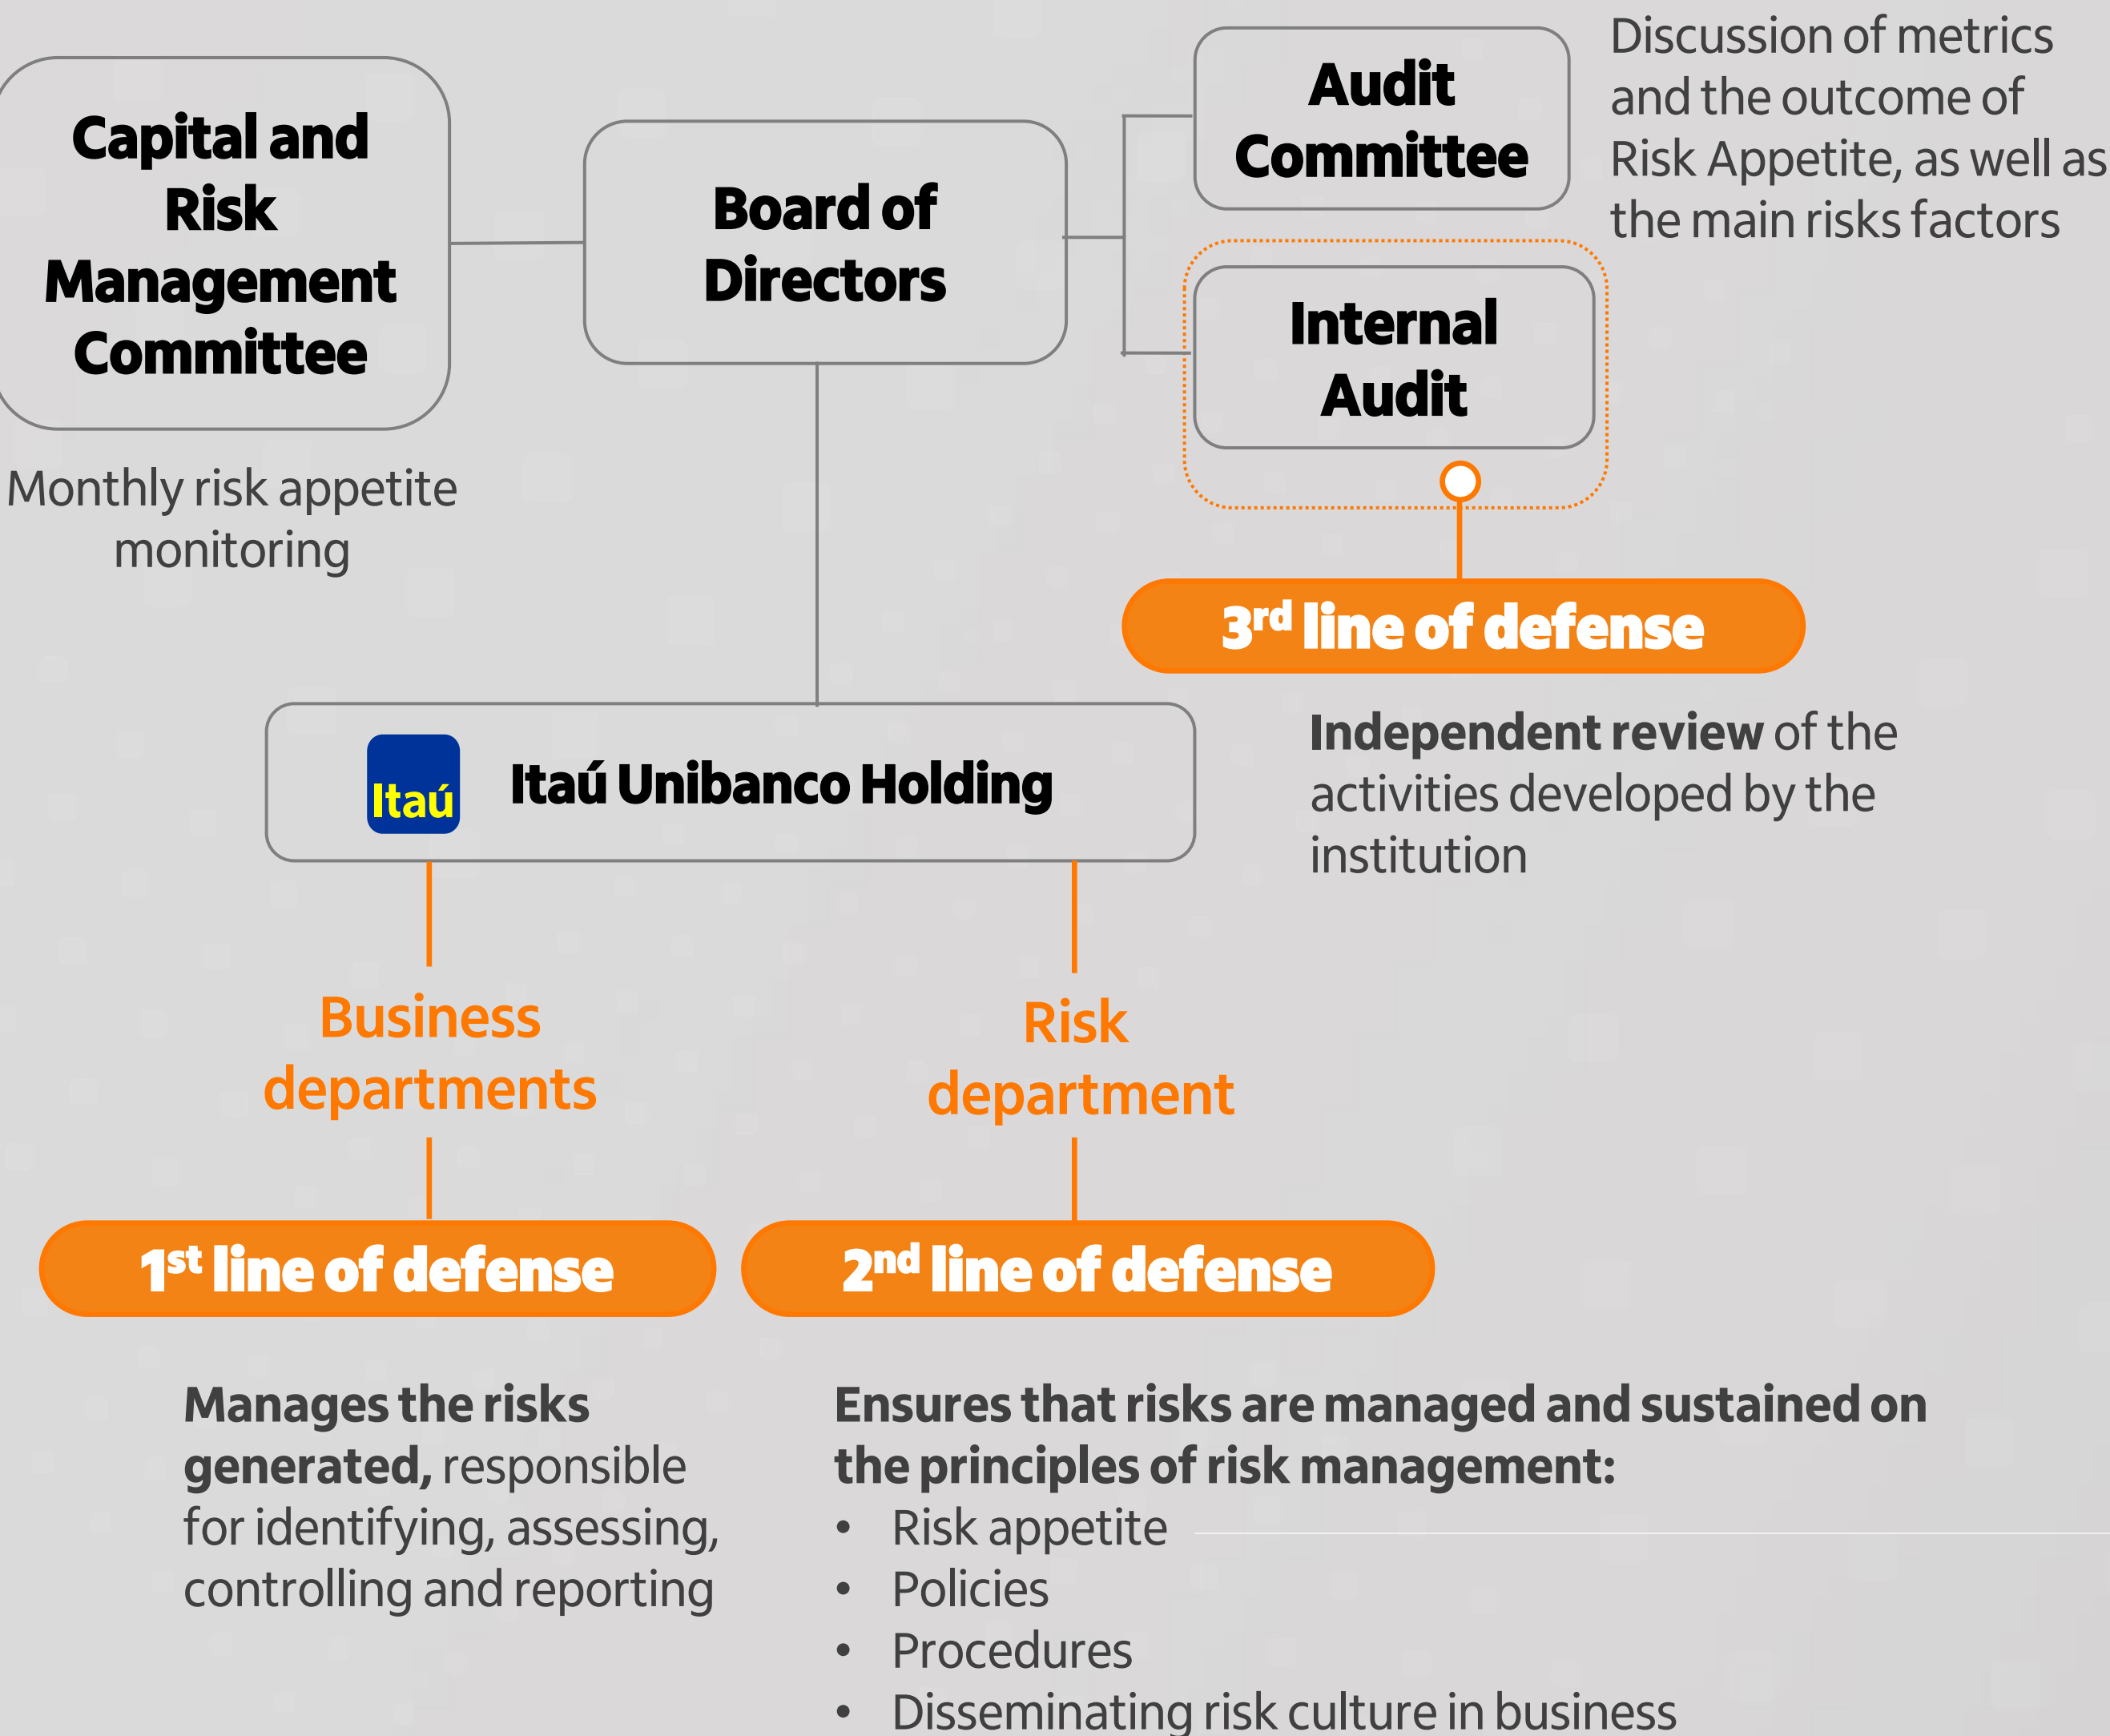 Capital and
Risk
Management
Committee
Monthly risk appetite
monitoring
Board of
Directors
Audit
Committee
Discussion of metrics
and the outcome of
Risk Appetite, as well as
the main risks factors
Internal
Audit
3rd line of defense
Independent review of the
activities developed by the
institution
Itaú
Itaú Unibanco Holding
Business
departments
Risk
department
1st line of defense
2nd line of defense
Manages the risks
generated, responsible
for identifying, assessing,
controlling and reporting
Ensures that risks are managed and sustained on
the principles of risk management:
• Risk appetite
• Policies
• Procedures
• Disseminating risk culture in business